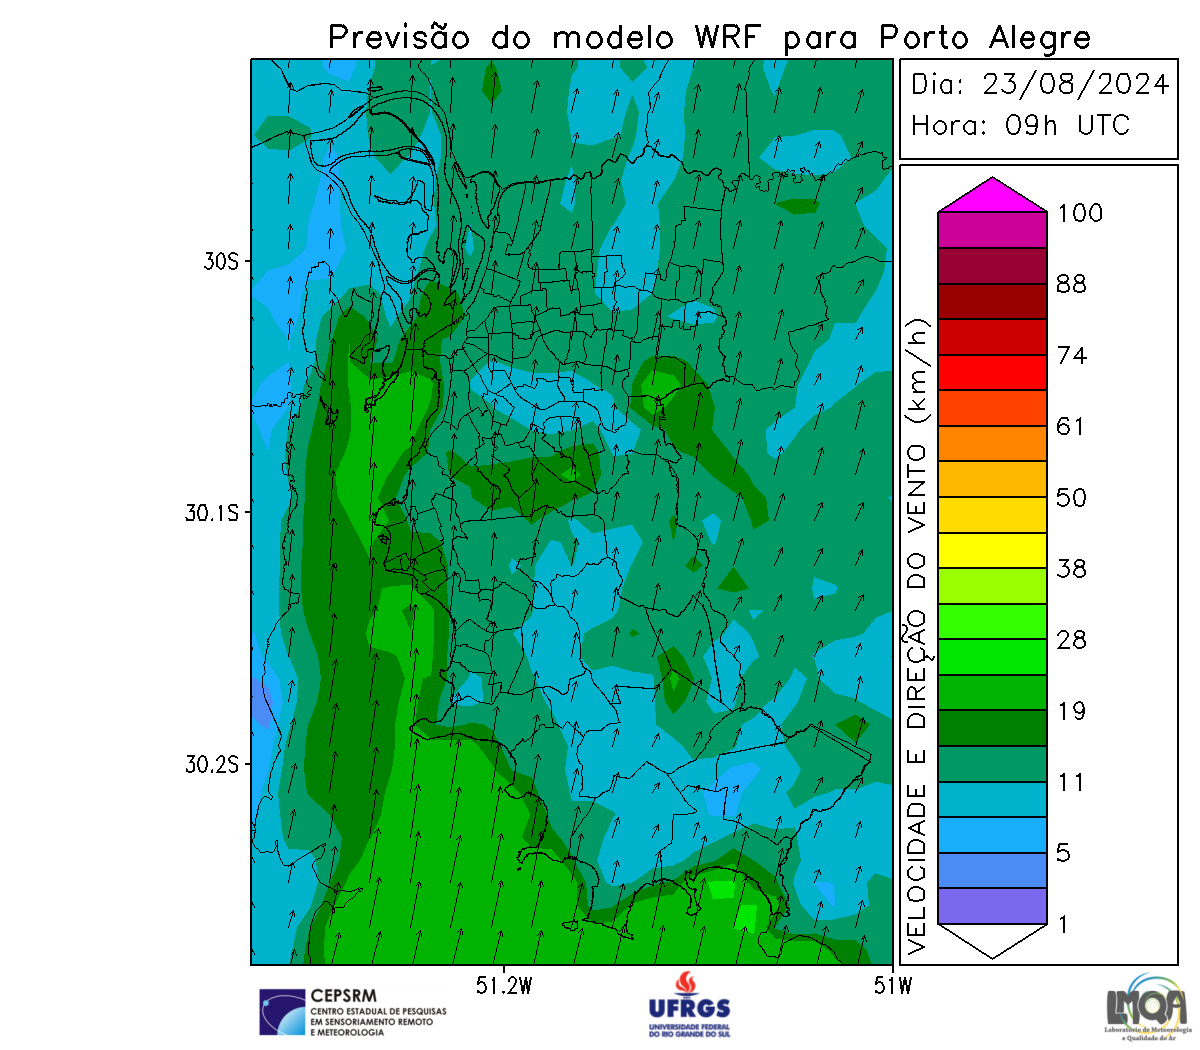 Previsão do modelo WRF para Porto Alegre
Dia: 23/08/2024
Hora: 09h UTC
100
88
74
61
50
38
28
19
11
5
1
VELOCIDADE E DIREÇÃO DO VENTO (km/h)
30S
30.1S
30.2S
51.2W
51W
CEPSRM
CENTRO ESTADUAL DE PESQUISAS
EM SENSORIAMENTO REMOTO
E METEOROLOGIA
UFRGS
UNIVERSIDADE FEDERAL
DO RIO GRANDE DO SUL
LMQA
Laboratório de Meteorologia
e Qualidade do Ar